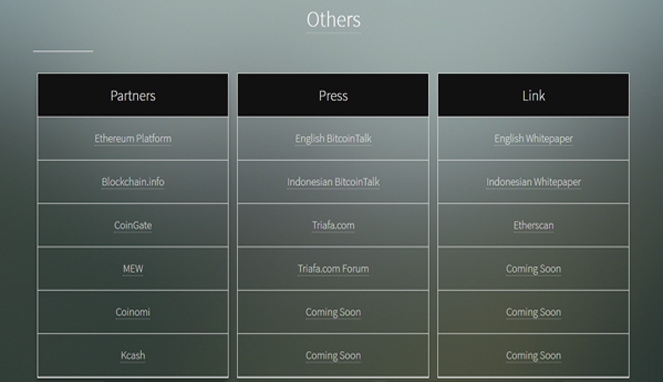 Others
Partners
Ethereum Platform
Blockchain.info
CoinGate
MEW
Coinomi
Kcash
Press
English BitcoinTalk
Indonesian BitcoinTalk
Triafa.com
Triafa.com Forum
Coming Soon
Coming Soon
Link
English Whitepaper
Indonesian Whitepaper
Etherscan
Coming Soon
Coming Soon
Coming Soon